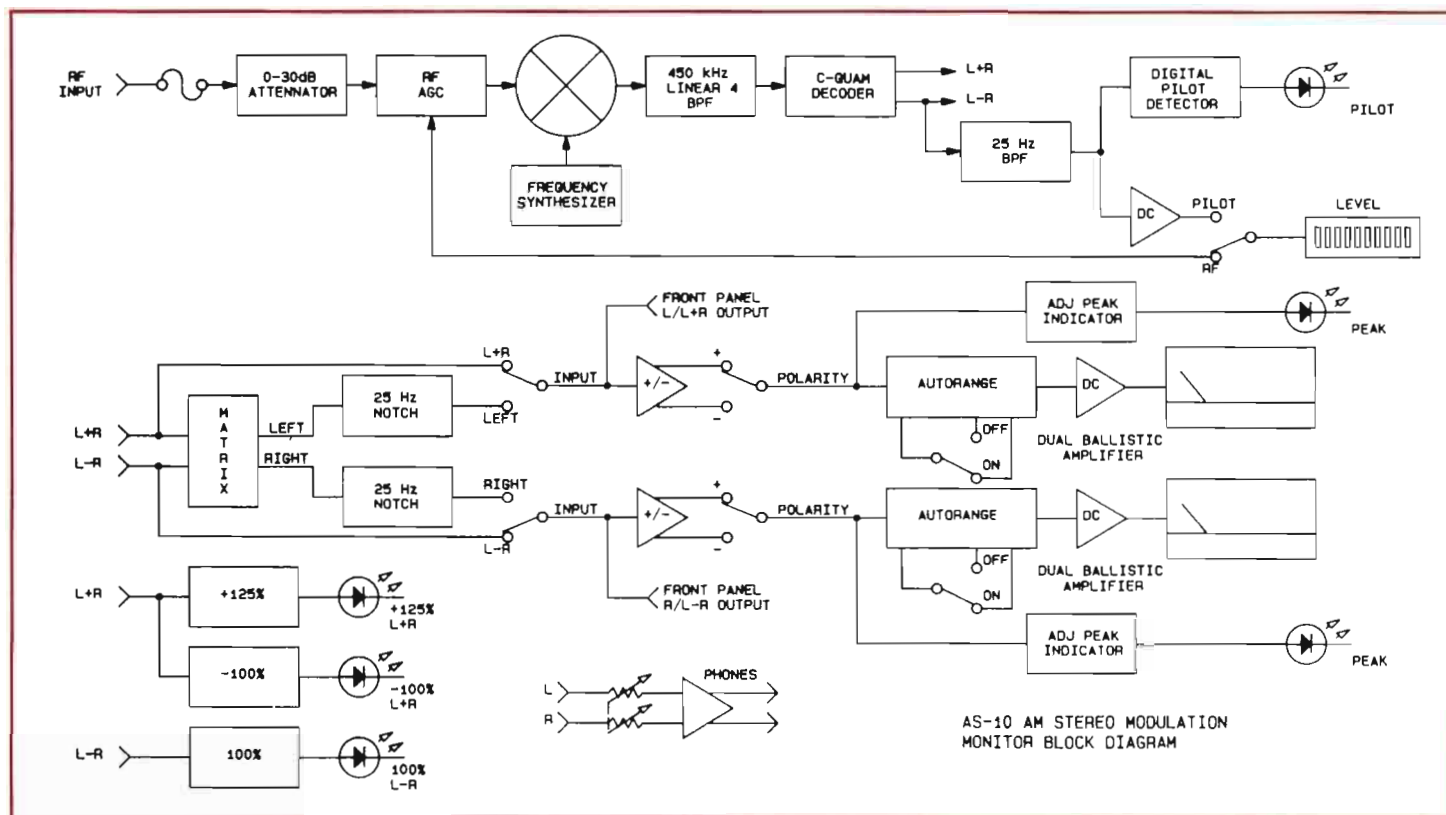 RF
INPUT
0-30dB
ATTENNATOR
RF
AGC
450 kHz
LINEAR 4
BPF
C-QUAM
DECODER
L+R
L-R
25 Hz
BPF
DIGITAL
PILOT
DETECTOR
PILOT
FREQUENCY
SYNTHESIZER
DC
PILOT
RF
LEVEL
FRONT PANEL
L/L+R OUTPUT
ADJ PEAK
INDICATOR
PEAK
L+R
INPUT
LEFT
+/-
+
-
POLARITY
AUTORANGE
OFF
ON
DC
DUAL BALLISTIC
AMPLIFIER
L+R
L-R
MATRIX
LEFT
RIGHT
25 Hz
NOTCH
25 Hz
NOTCH
RIGHT
INPUT
L-R
+/-
+
-
POLARITY
AUTORANGE
OFF
ON
DC
DUAL BALLISTIC
AMPLIFIER
FRONT PANEL
R/L-R OUTPUT
ADJ PEAK
INDICATOR
PEAK
L+R
+125%
+125%
L+R
-100%
-100%
L+R
L-R
100%
100%
L-R
L
R
PHONES
AS-10 AM STEREO MODULATION
MONITOR BLOCK DIAGRAM